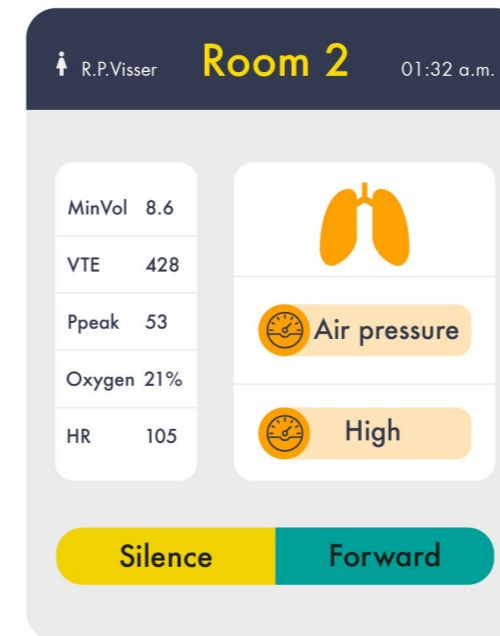 R.P.Visser Room 2 01:32 a.m.
MinVol 8.6
VTE 428
Ppeak 53
Oxygen 21%
HR 105
Air pressure
High
Silence Forward